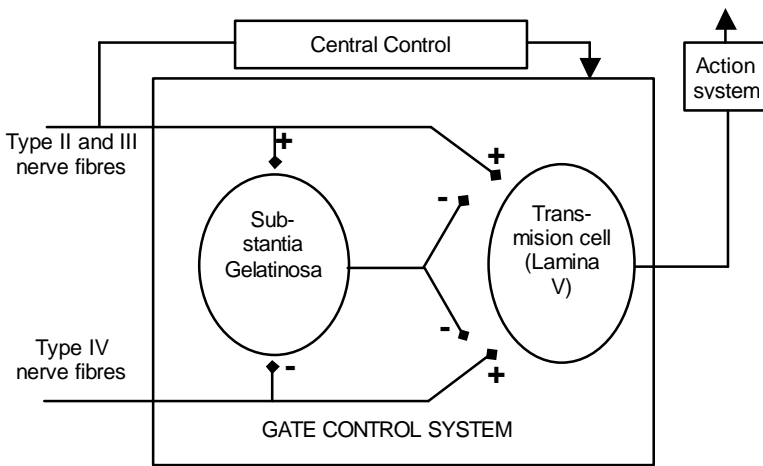 Central Control
Action
system
Type II and III
nerve fibres
+
+
-
Sub-
stantia
Gelatinosa
Trans-
mision cell
(Lamina
V)
-
Type IV
nerve fibres
-
+
GATE CONTROL SYSTEM